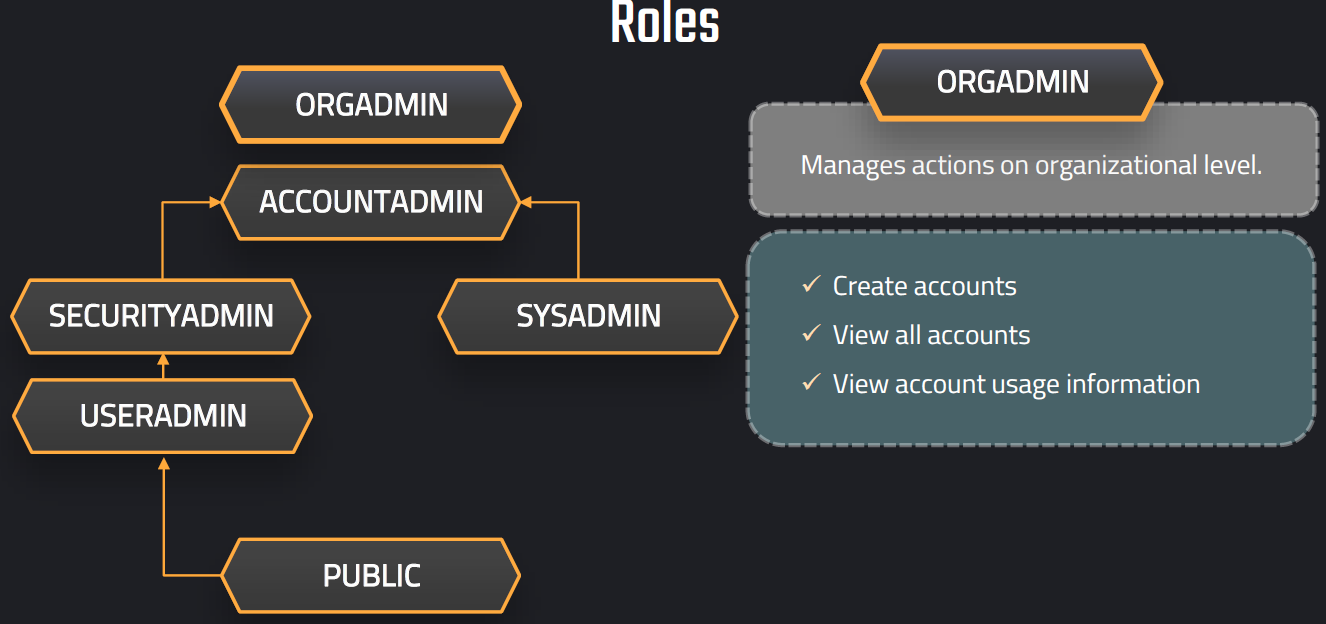 Roles
ORGADMIN
ACCOUNTADMIN
SECURITYADMIN
SYSADMIN
USERADMIN
PUBLIC
ORGADMIN
Manages actions on organizational level.
✓ Create accounts
✓ View all accounts
✓ View account usage information